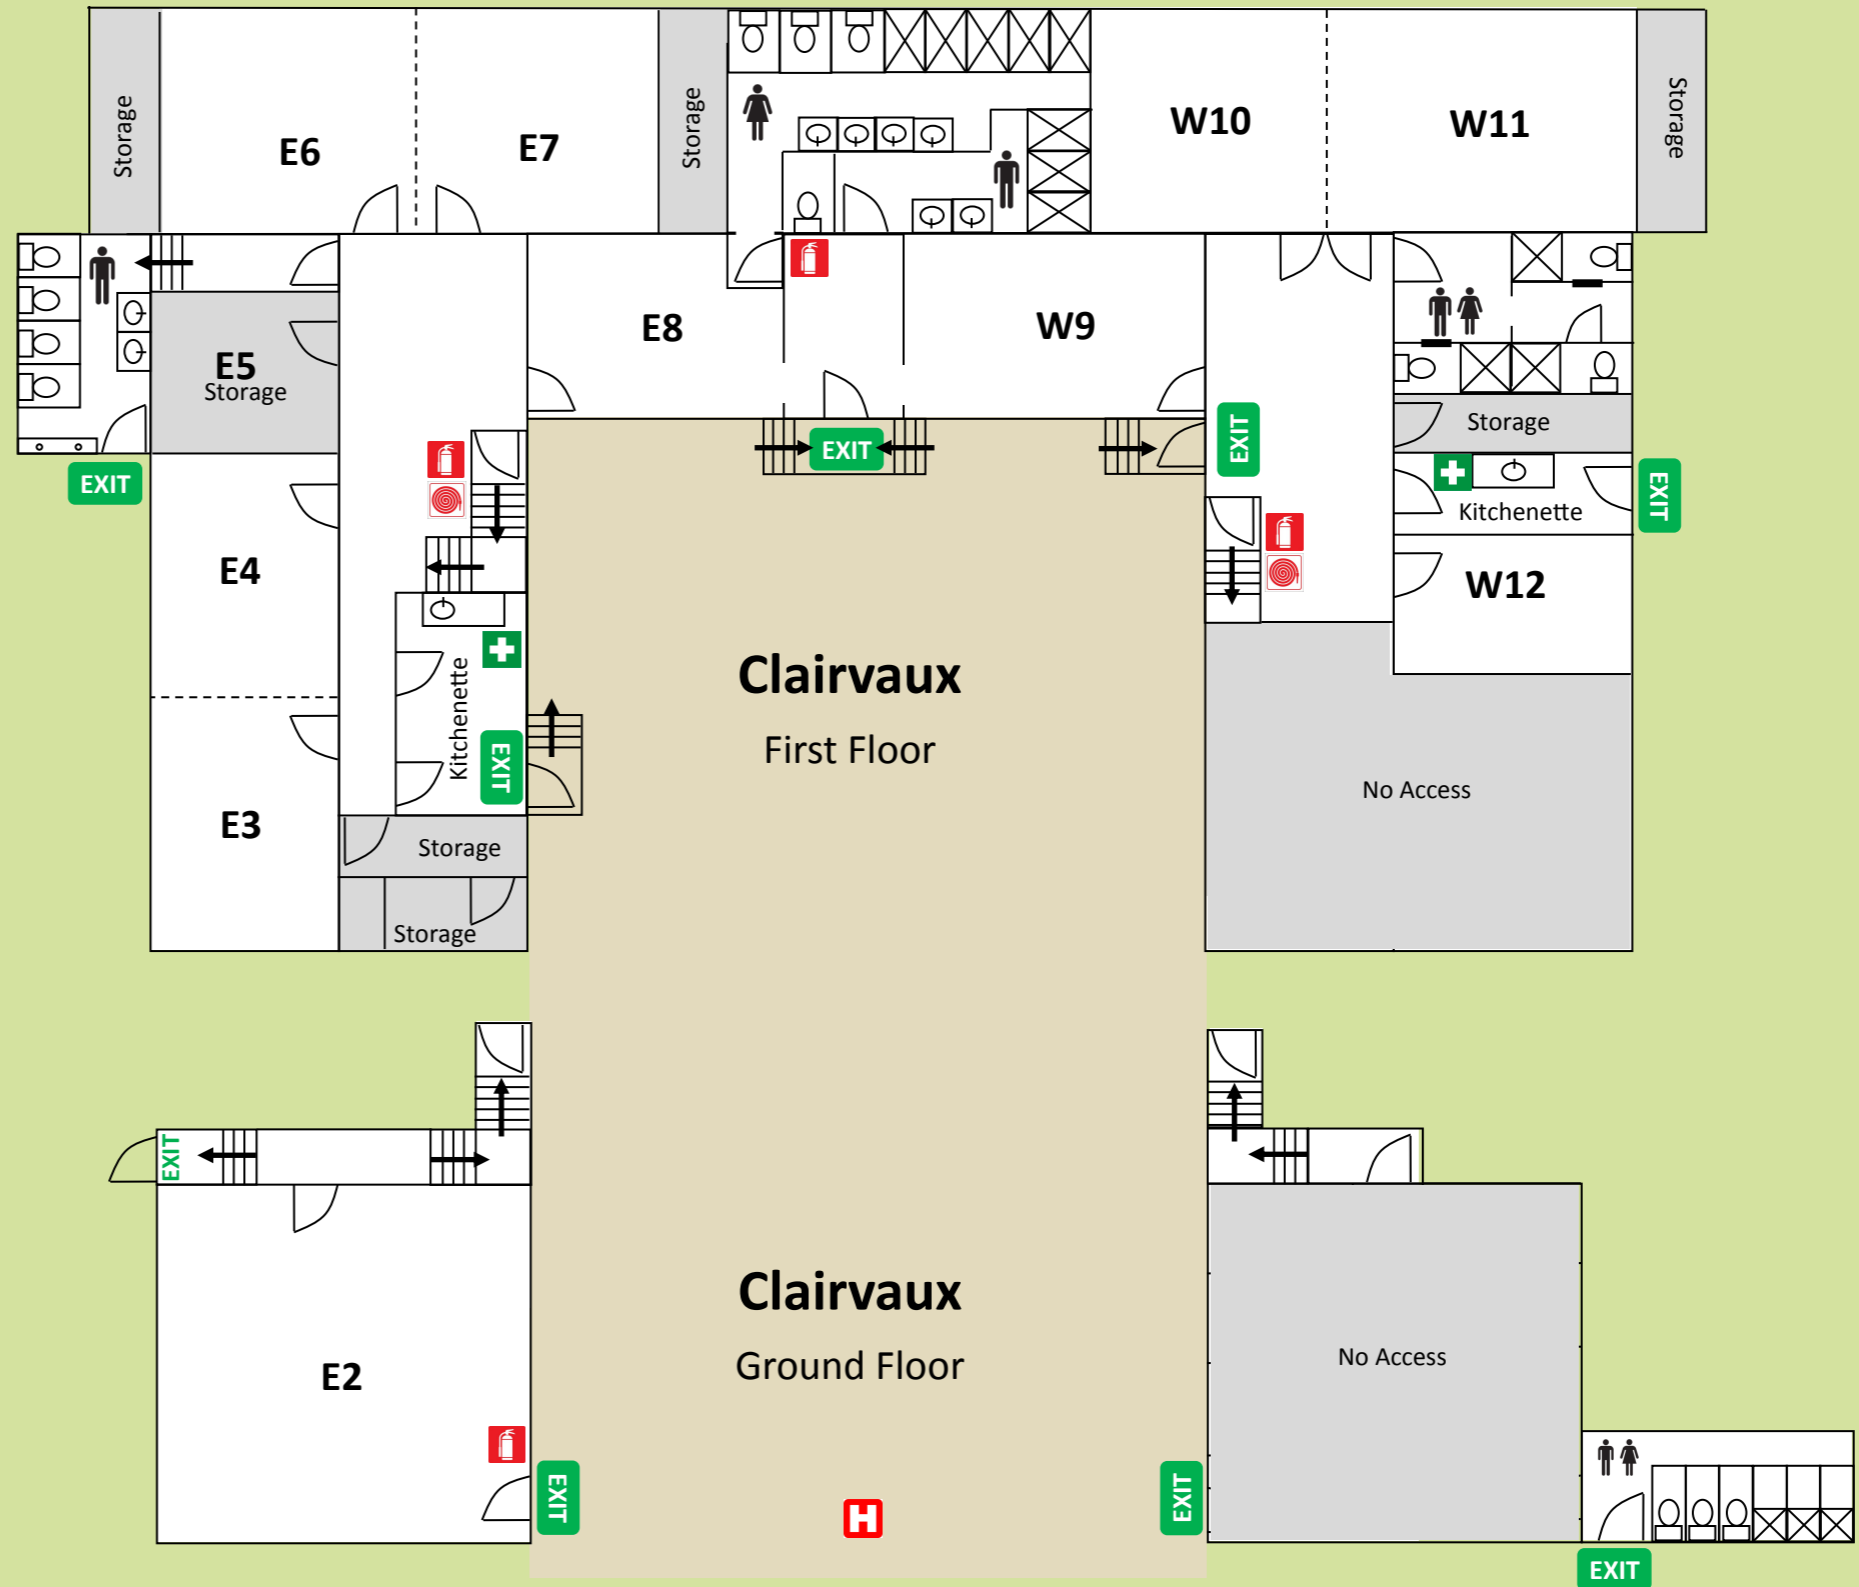 Storage
E6
E7
Storage
W10
W11
Storage
E5
Storage
E8
W9
EXIT
EXIT
EXIT
Storage
Kitchenette
EXIT
E4
W12
Clairvaux
First Floor
Kitchenette
EXIT
No Access
E3
Storage
Storage
EXIT
Clairvaux
Ground Floor
E2
No Access
EXIT
H
EXIT
EXIT